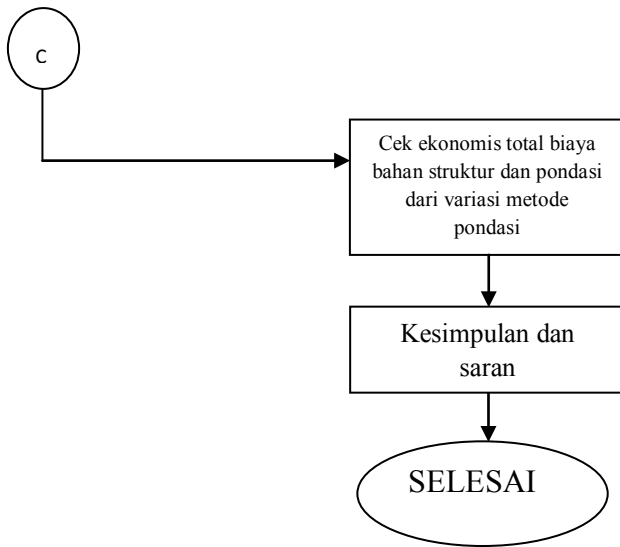 C
Cek ekonomis total biaya
bahan struktur dan pondasi
dari variasi metode
pondasi
Kesimpulan dan
saran
SELESAI